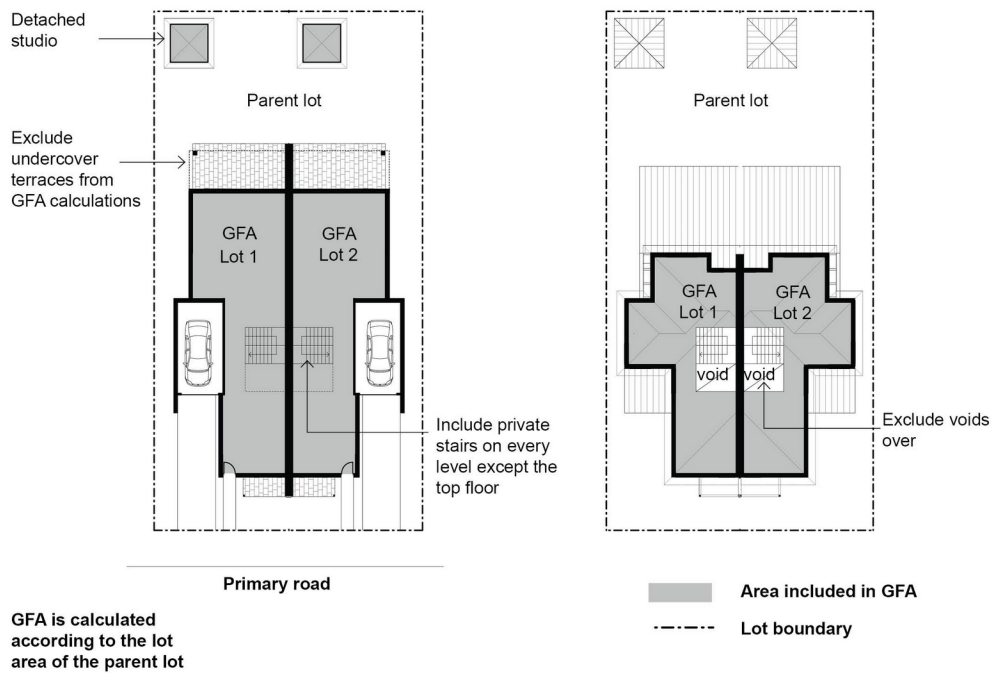 Detached
studio
Parent lot
Exclude
undercover
terraces from
GFA calculations
GFA
Lot 1
GFA
Lot 2
Include private
stairs on every
level except the
top floor
Primary road
GFA is calculated
according to the lot
area of the parent lot
Parent lot
GFA
Lot 1
GFA
Lot 2
void
void
Exclude voids
over
Area included in GFA
Lot boundary